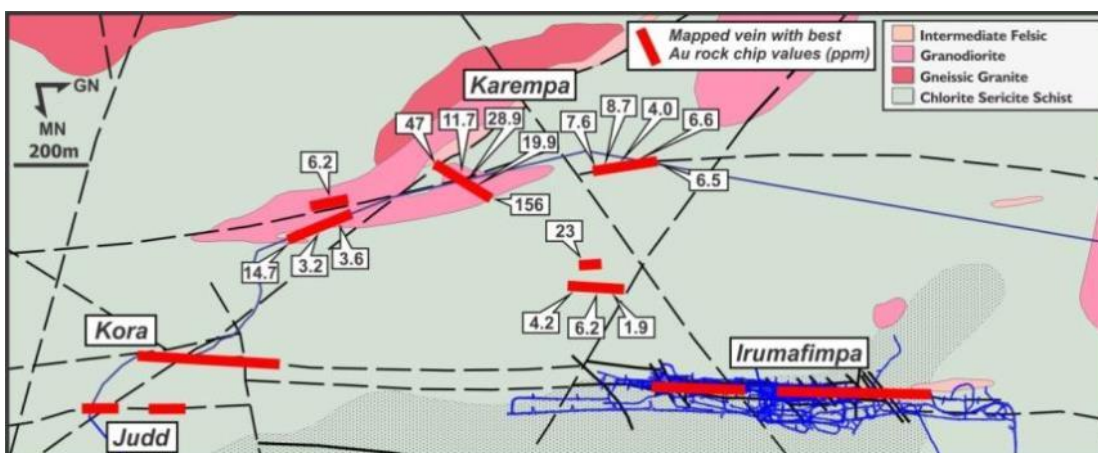 Mapped vein with best
Au rock chip values (ppm)
Intermediate Felsic
Granodiorite
Gneissic Granite
Chlorite Sericite Schist
GN
MN
200m
Karempa
47
11.7
28.9
19.9
156
7.6
8.7
4.0
6.6
6.5
6.2
14.7
3.2
3.6
23
4.2
6.2
1.9
Kora
Irumafimpa
Judd